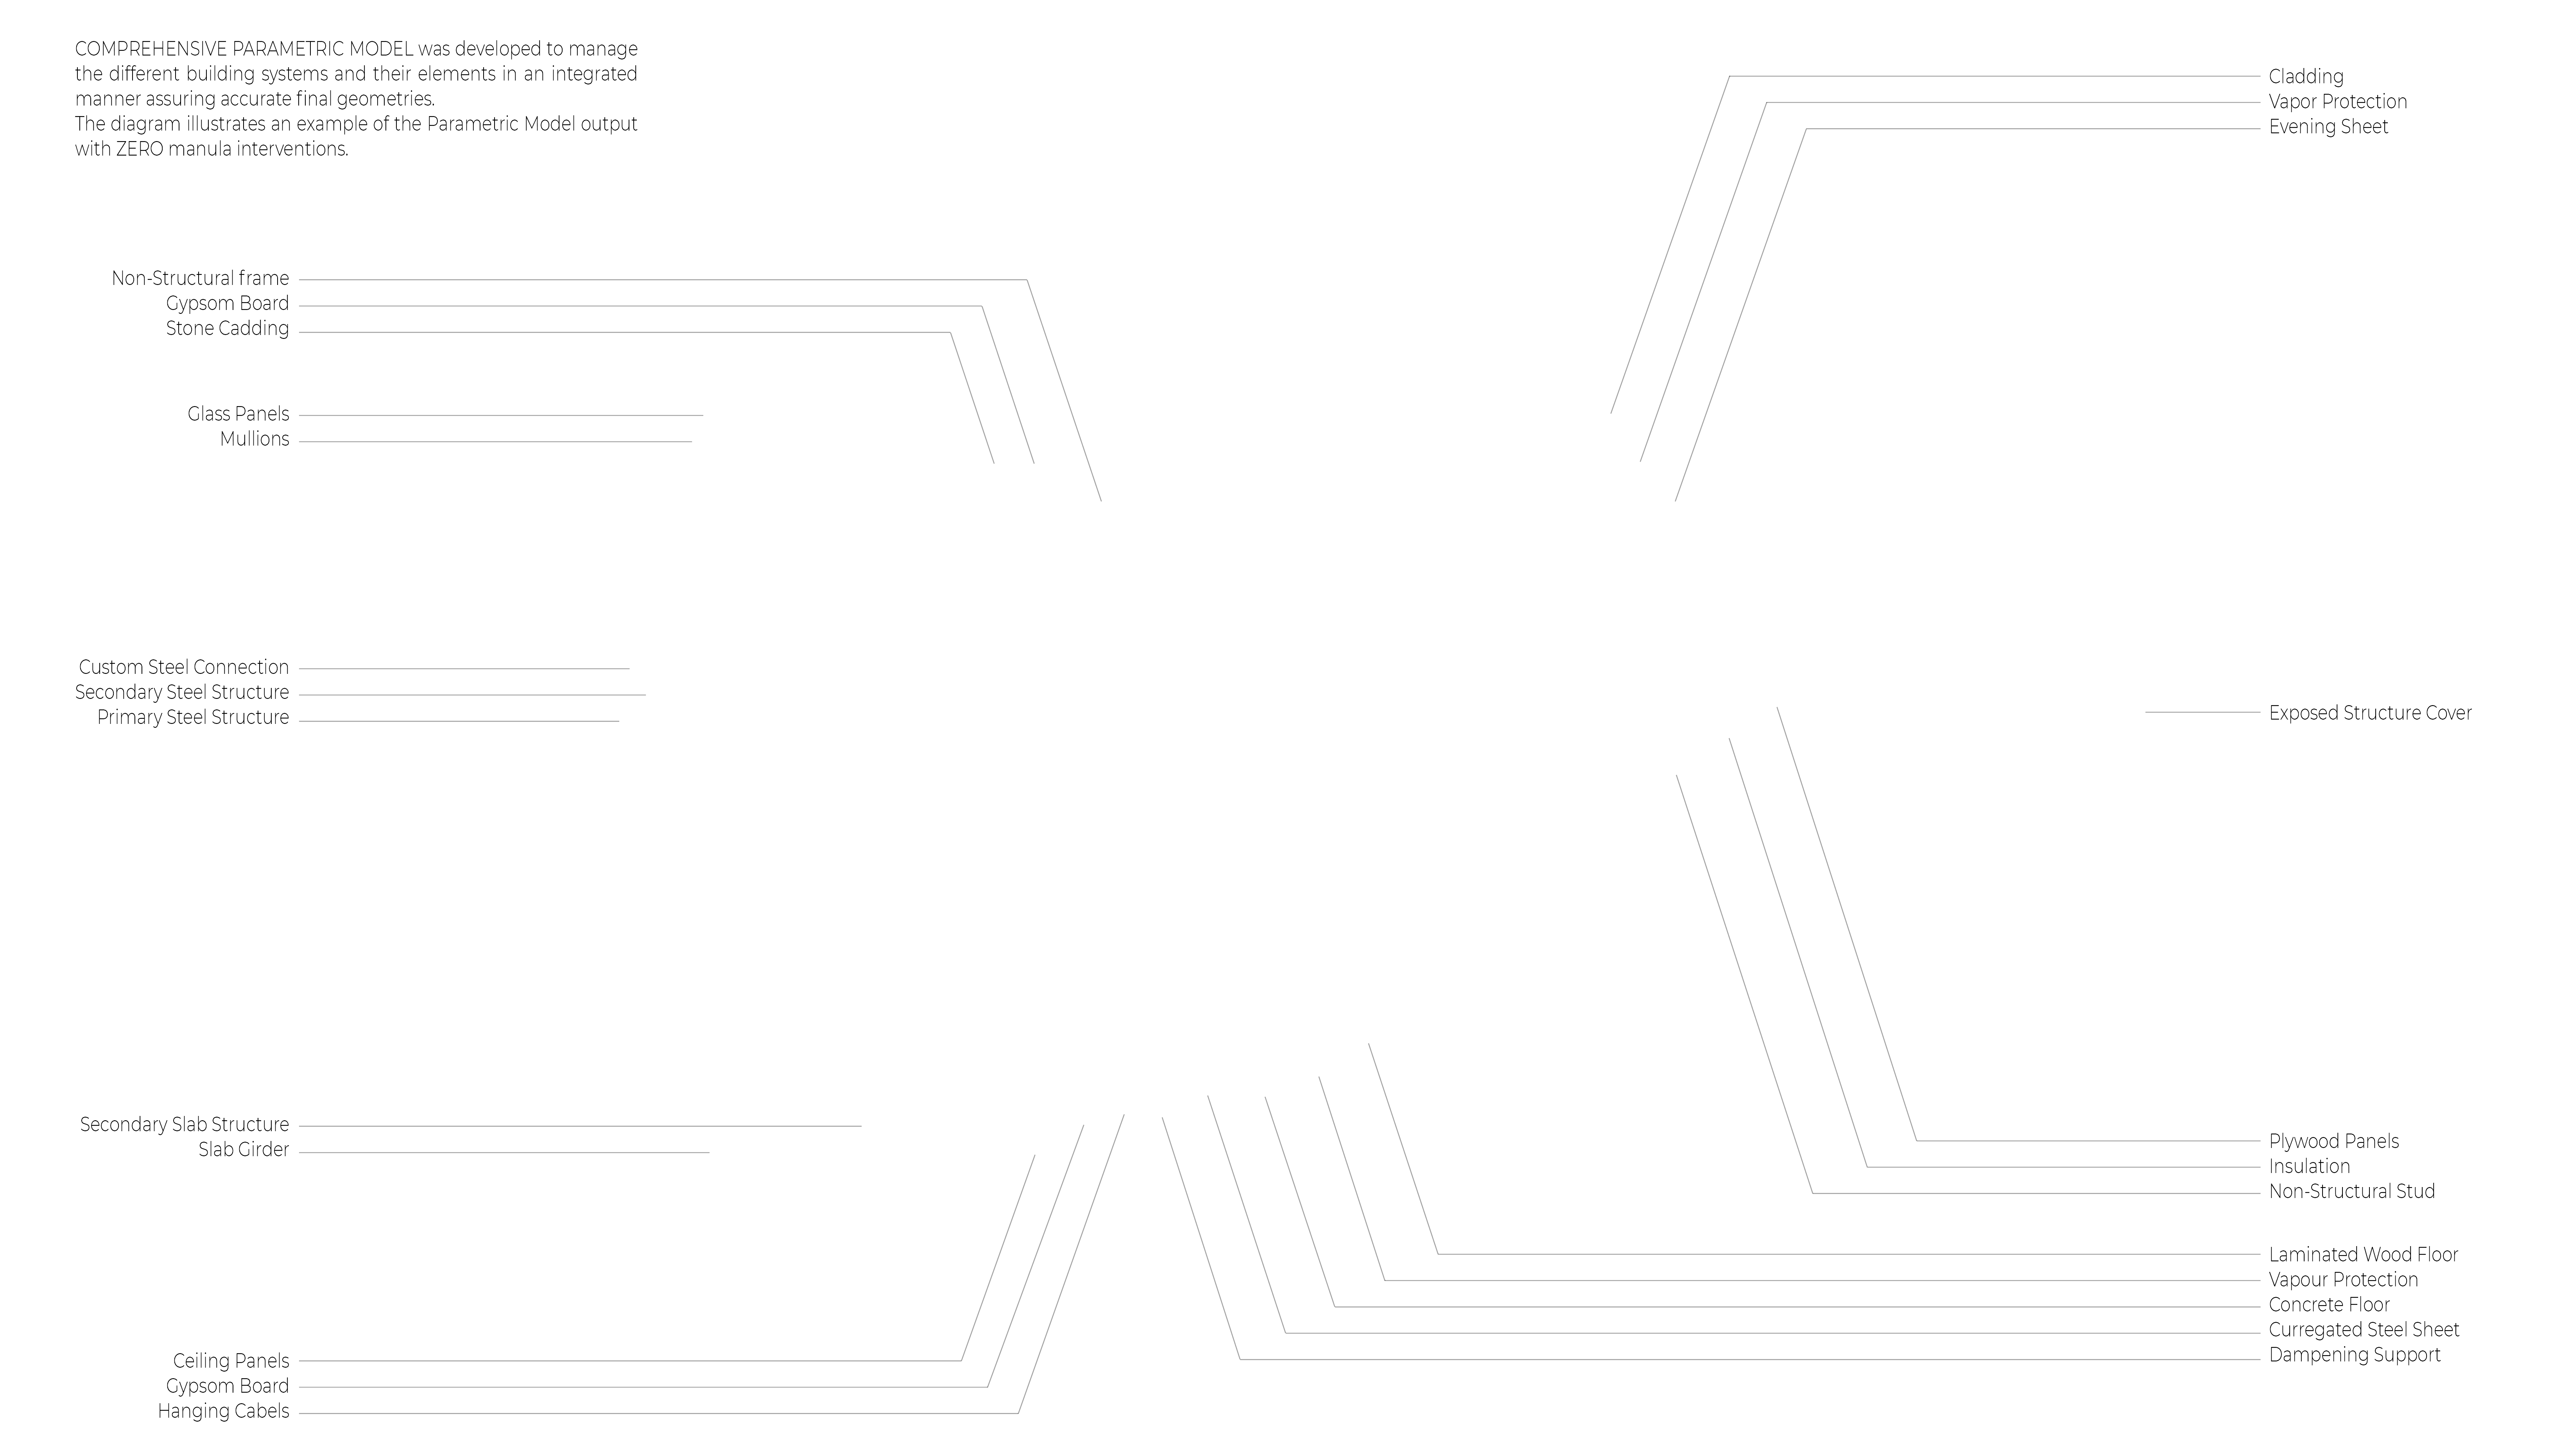 COMPREHENSIVE PARAMETRIC MODEL was developed to manage
the different building systems and their elements in an integrated
manner assuring accurate final geometries.
The diagram illustrates an example of the Parametric Model output
with ZERO manula interventions.
Cladding
Vapor Protection
Evening Sheet
Non-Structural frame
Gypsom Board
Stone Cadding
Glass Panels
Mullions
Custom Steel Connection
Secondary Steel Structure
Primary Steel Structure
Exposed Structure Cover
Secondary Slab Structure
Slab Girder
Plywood Panels
Insulation
Non-Structural Stud
Laminated Wood Floor
Vapour Protection
Concrete Floor
Curregated Steel Sheet
Dampening Support
Ceiling Panels
Gypsom Board
Hanging Cabels